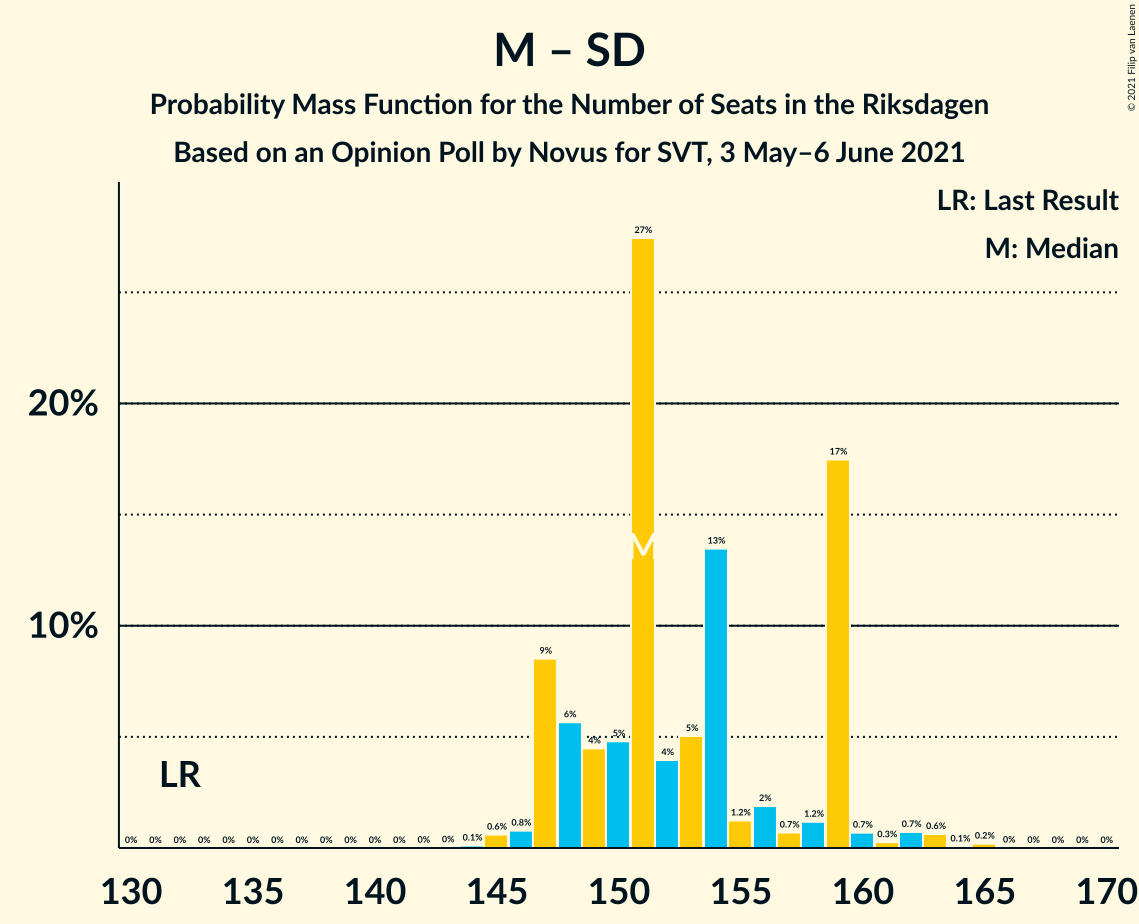 M – SD
Probability Mass Function for the Number of Seats in the Riksdagen
Based on an Opinion Poll by Novus for SVT, 3 May–6 June 2021
© 2021 Filip van Laenen
LR: Last Result
M: Median
20%
10%
LR
M
0% 0% 0% 0% 0% 0% 0% 0% 0% 0% 0% 0% 0% 0% 0.1% 0.6% 0.8% 9% 6% 4% 5% 27% 4% 5% 13% 1.2% 2% 0.7% 1.2% 17% 0.7% 0.3% 0.7% 0.6% 0.1% 0.2% 0% 0% 0% 0% 0%
130 135 140 145 150 155 160 165 170